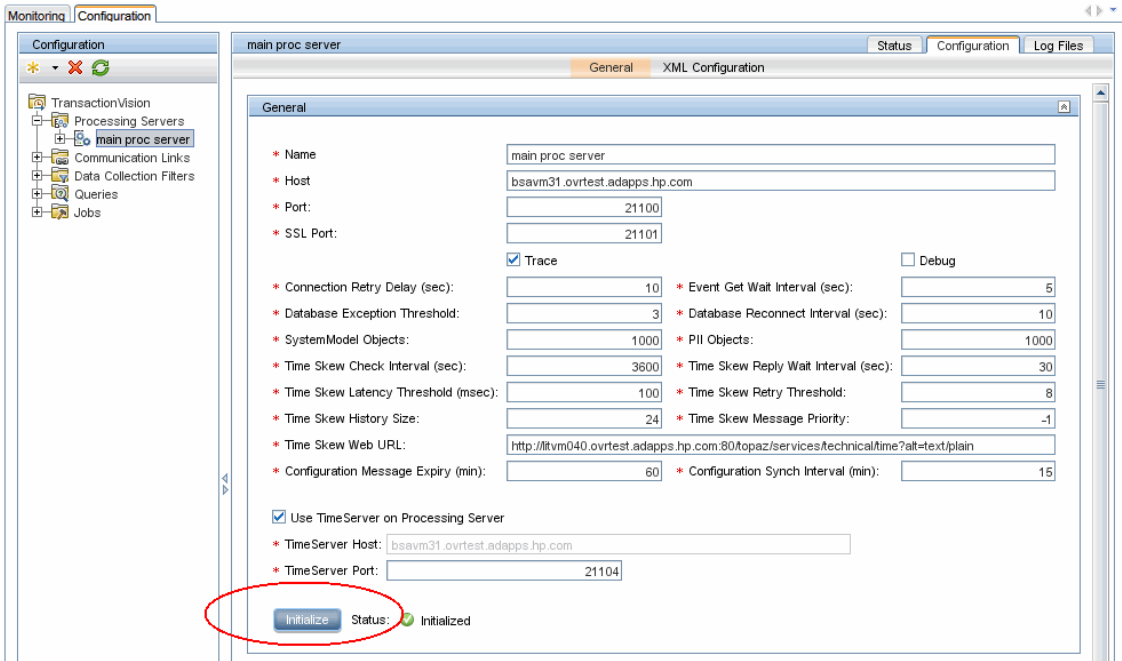 Monitoring Configuration
Configuration
TransactionVision
Processing Servers
main proc server
Communication Links
Data Collection Filters
Queries
Jobs
main proc server Status Configuration Log Files
General XML Configuration
General
* Name main proc server
* Host bsavm31.ovrtest.adapps.hp.com
* Port: 21100
* SSL Port: 21101
Trace Debug
* Connection Retry Delay (sec): 10 * Event Get Wait Interval (sec): 5
* Database Exception Threshold: 3 * Database Reconnect Interval (sec): 10
* SystemModel Objects: 1000 * PII Objects: 1000
* Time Skew Check Interval (sec): 3600 * Time Skew Reply Wait Interval (sec): 30
* Time Skew Latency Threshold (msec): 100 * Time Skew Retry Threshold: 8
* Time Skew History Size: 24 * Time Skew Message Priority: -1
* Time Skew Web URL: http://litvm040.ovrtest.adapps.hp.com:80/topaz/services/technical/time?alt=text/plain
* Configuration Message Expiry (min): 60 * Configuration Synch Interval (min): 15
Use TimeServer on Processing Server
* TimeServer Host: bsavm31.ovrtest.adapps.hp.com
* TimeServer Port: 21104
Initialize Status: Initialized